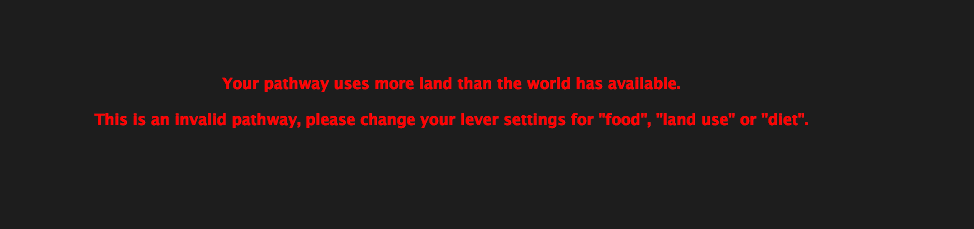 Your pathway uses more land than the world has available.
This is an invalid pathway, please change your lever settings for "food", "land use" or "diet".